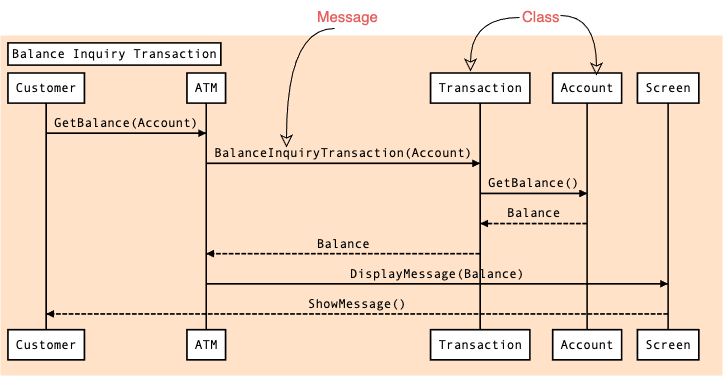 Message
Class
Balance Inquiry Transaction
Customer
ATM
Transaction
Account
Screen
GetBalance(Account)
BalanceInquiryTransaction(Account)
GetBalance()
Balance
Balance
DisplayMessage(Balance)
ShowMessage()
Customer
ATM
Transaction
Account
Screen